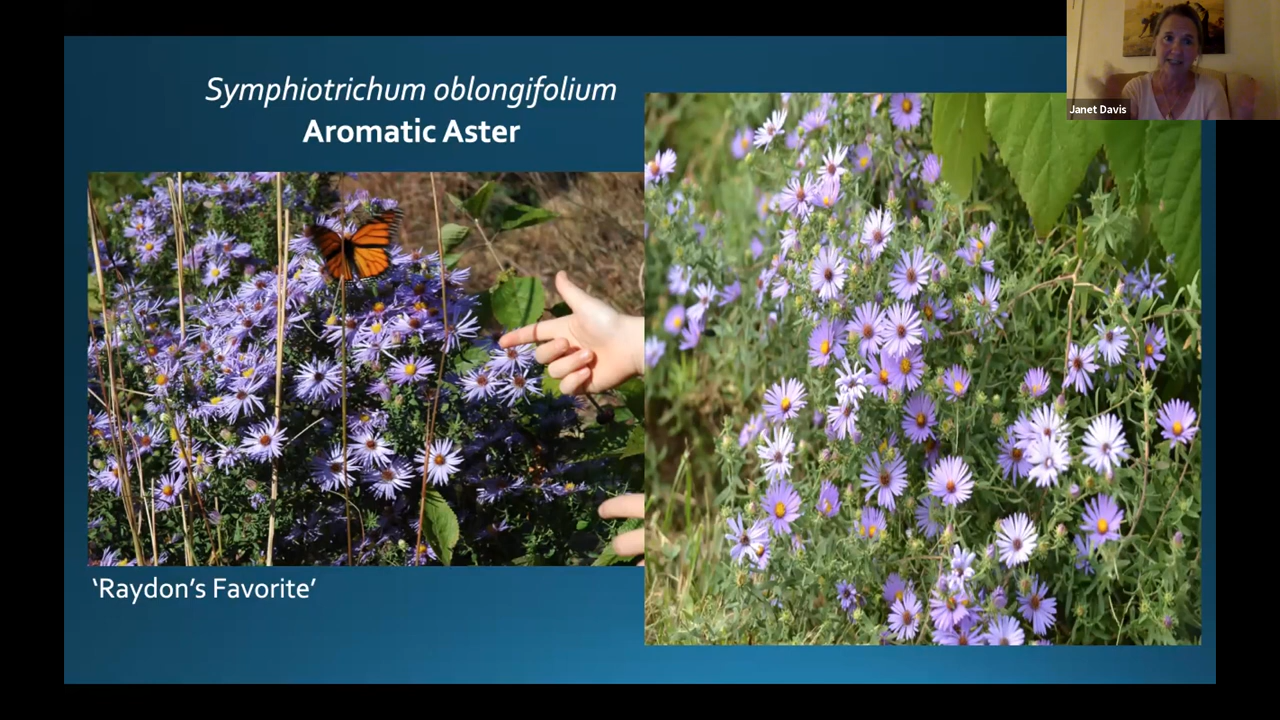 Symphiotrichum oblongifolium
Aromatic Aster
Janet Davis
‘Raydon’s Favorite’